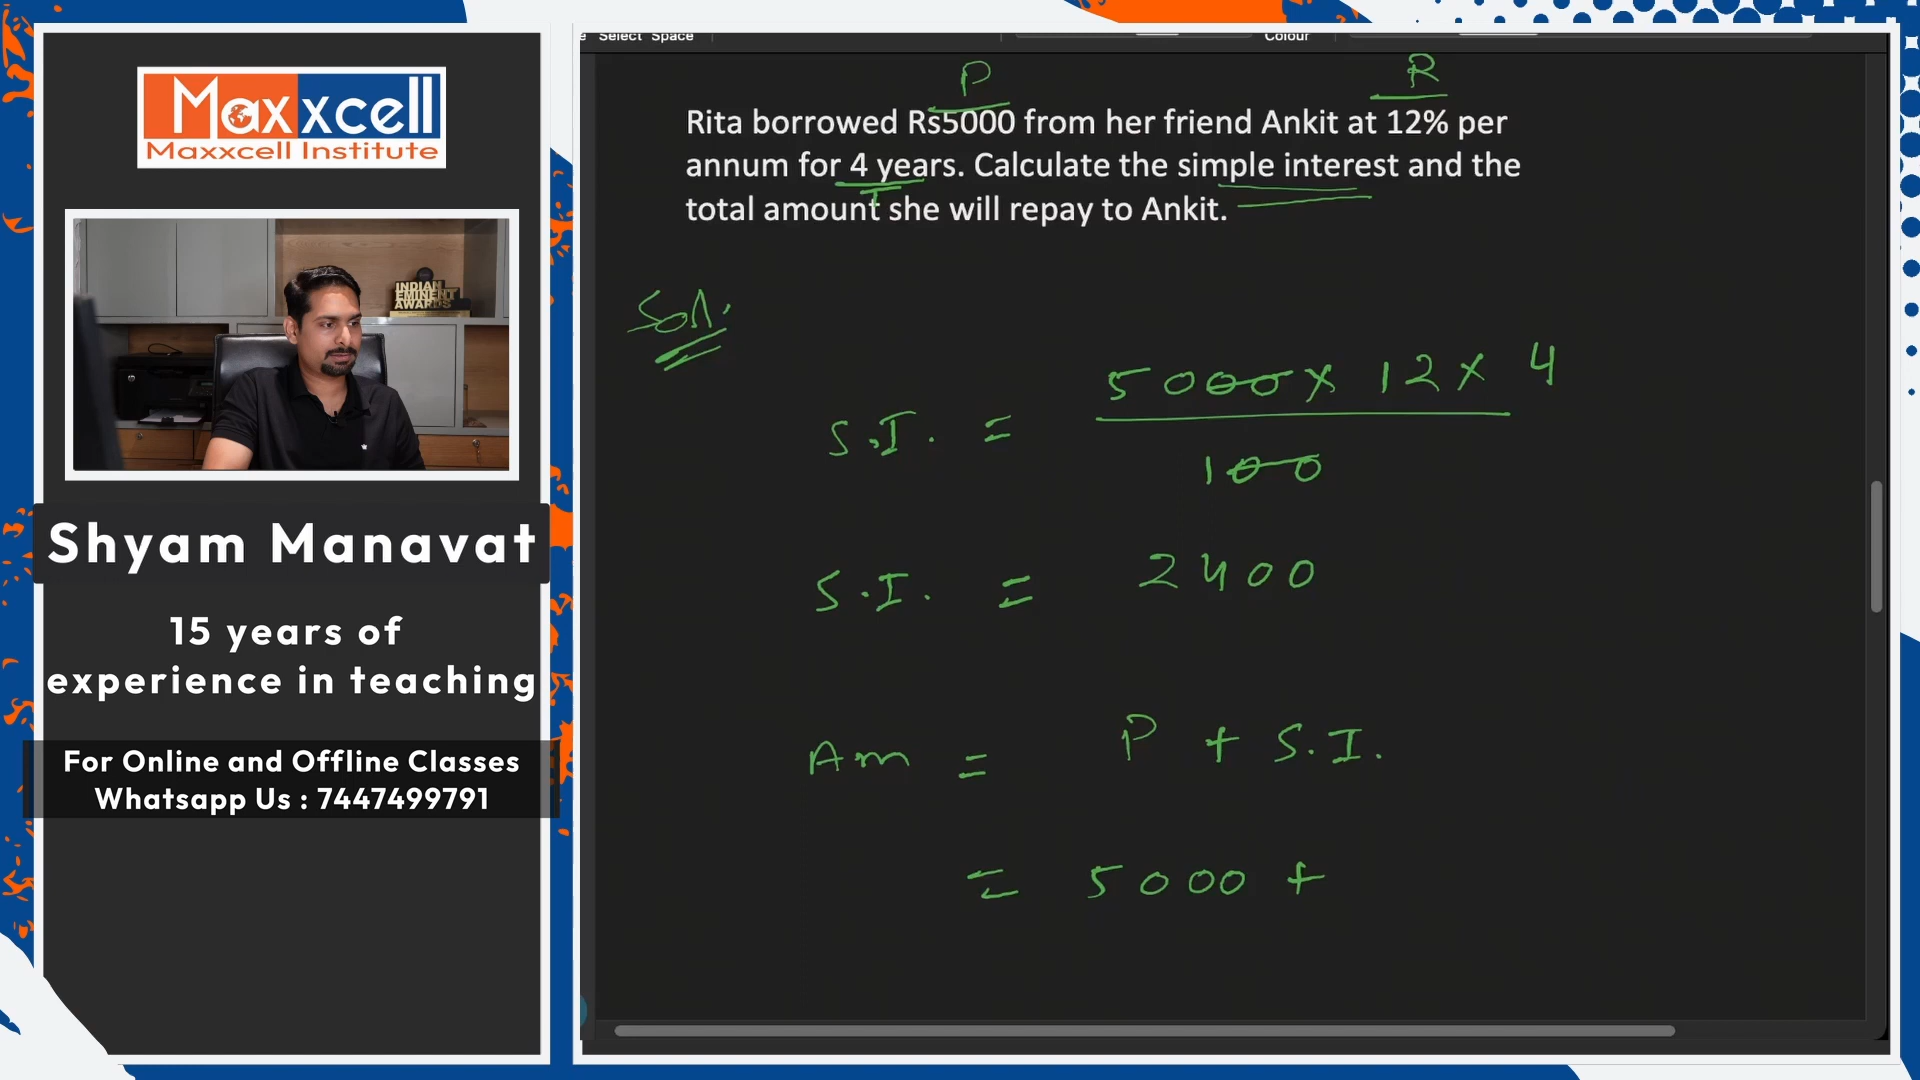 Maxxcell
Maxxcell Institute
INDIAN
EMINENT
AWARDS
Shyam Manavat
15 years of
experience in teaching
For Online and Offline Classes
Whatsapp Us : 7447499791
Select Space
Colour
P
R
Rita borrowed Rs5000 from her friend Ankit at 12% per
annum for 4 years. Calculate the simple interest and the
T
total amount she will repay to Ankit.
Soln.
S.I. = 5000 x 12 x 4
100
S.I. = 2400
Am = P + S.I.
= 5000 +